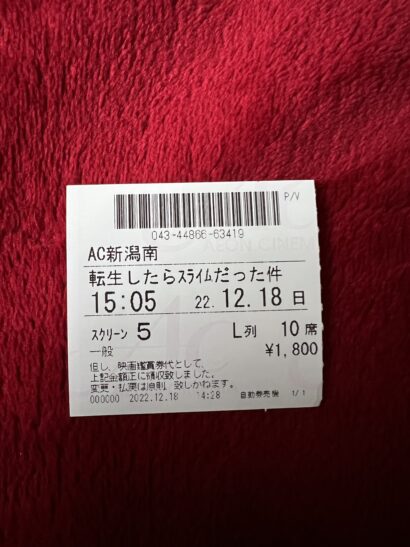 P/V
043-44866-63419
AC新潟南
転生したらｽﾗｲﾑだった件
15:05 22.12.18 日
ｽｸﾘｰﾝ 5 L列 10席
一般 ¥1,800
但し、映画鑑賞券代として、
上記金額正に領収致しました。
変更・払戻は原則、致しかねます。
000000 2022.12.18 14:28 自動券売機 1/1